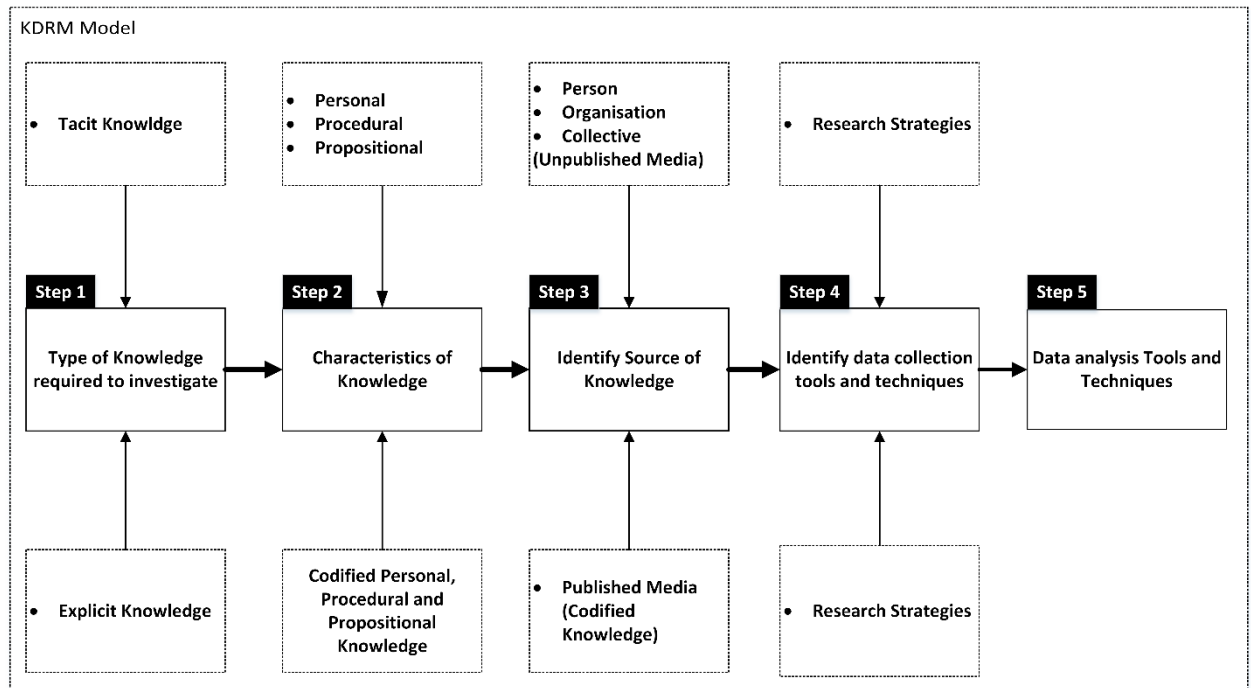 KDRM Model
• Tacit Knowldge
• Personal
• Procedural
• Propositional
• Person
• Organisation
• Collective
(Unpublished Media)
• Research Strategies
Step 1
Type of Knowledge
required to investigate
Step 2
Characteristics of
Knowledge
Step 3
Identify Source of
Knowledge
Step 4
Identify data collection
tools and techniques
Step 5
Data analysis Tools and
Techniques
• Explicit Knowledge
Codified Personal,
Procedural and
Propositional
Knowledge
• Published Media
(Codified
Knowledge)
• Research Strategies